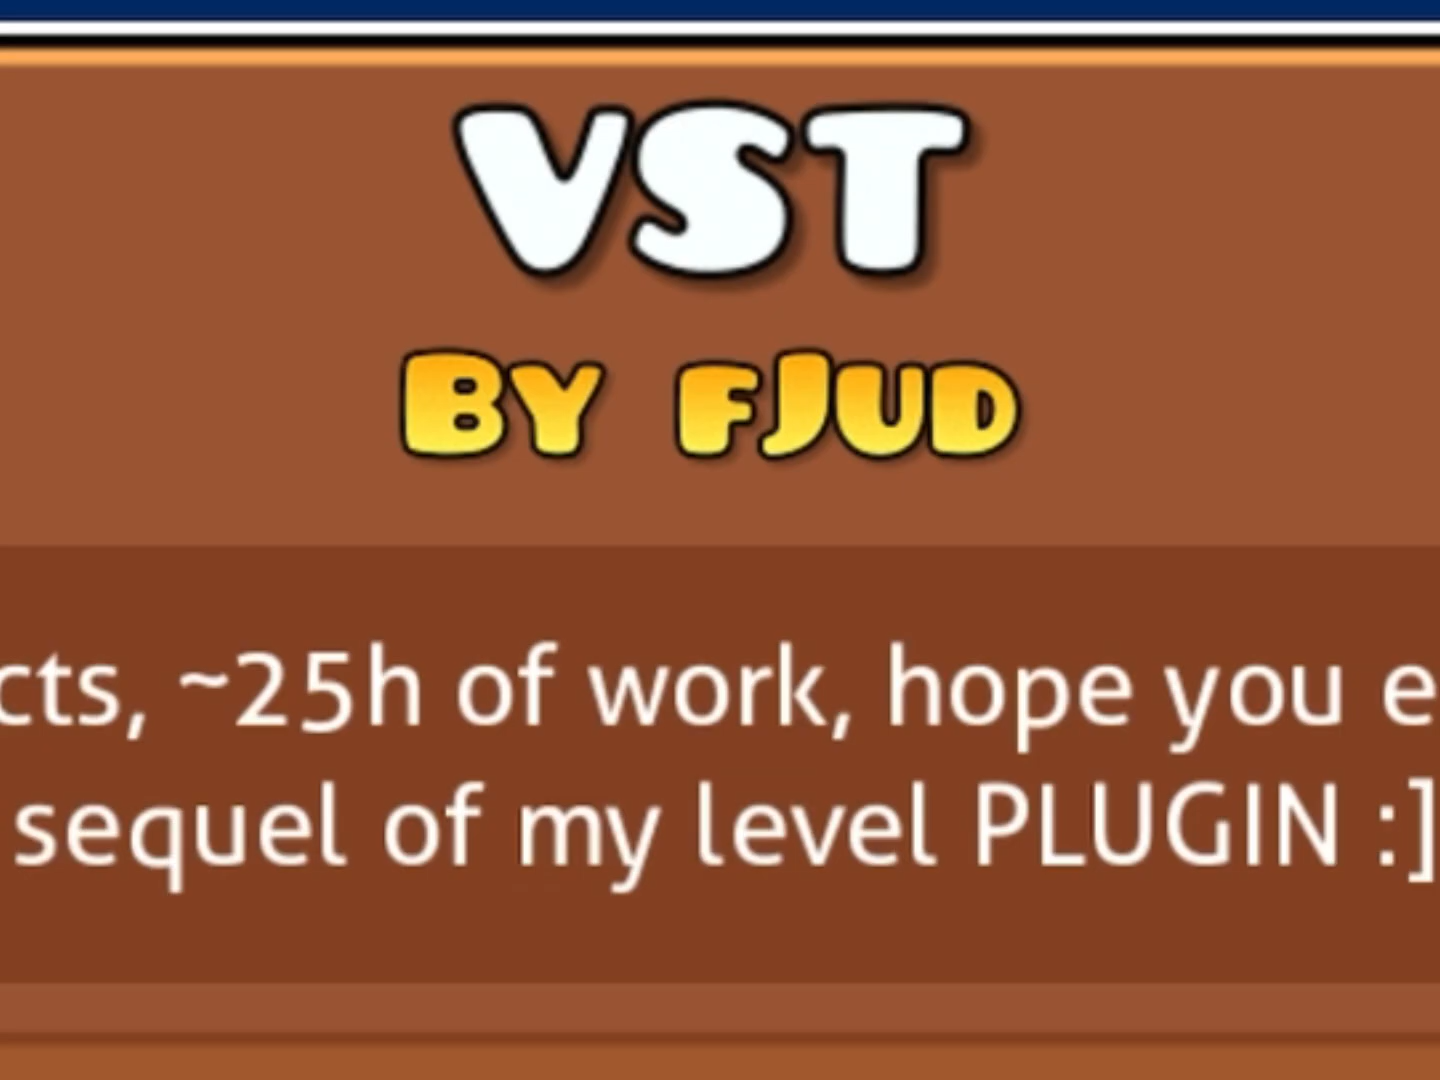 VST
By fJud
cts, ~25h of work, hope you e
sequel of my level PLUGIN :]